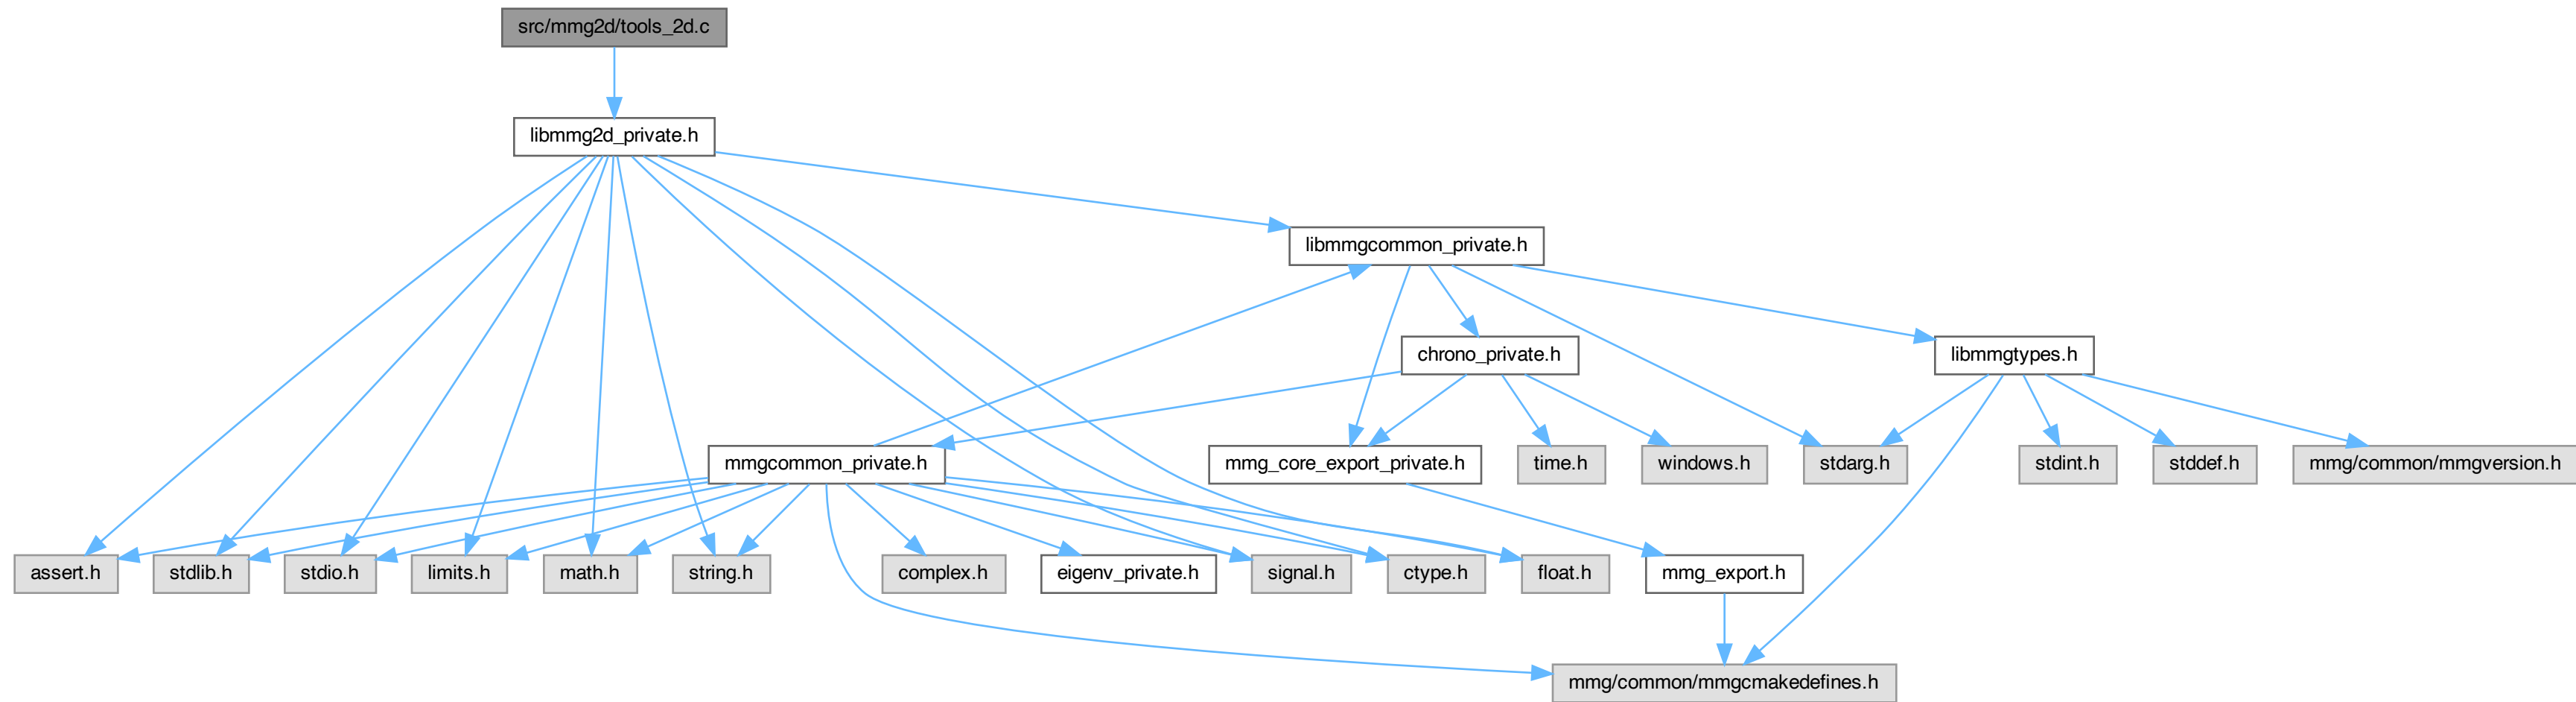 src/mmg2d/tools_2d.c
libmmg2d_private.h
libmmgcommon_private.h
chrono_private.h
libmmgtypes.h
mmgcommon_private.h
mmg_core_export_private.h
time.h
windows.h
stdarg.h
stdint.h
stddef.h
mmg/common/mmgversion.h
assert.h
stdlib.h
stdio.h
limits.h
math.h
string.h
complex.h
eigenv_private.h
signal.h
ctype.h
float.h
mmg_export.h
mmg/common/mmgcmakedefines.h